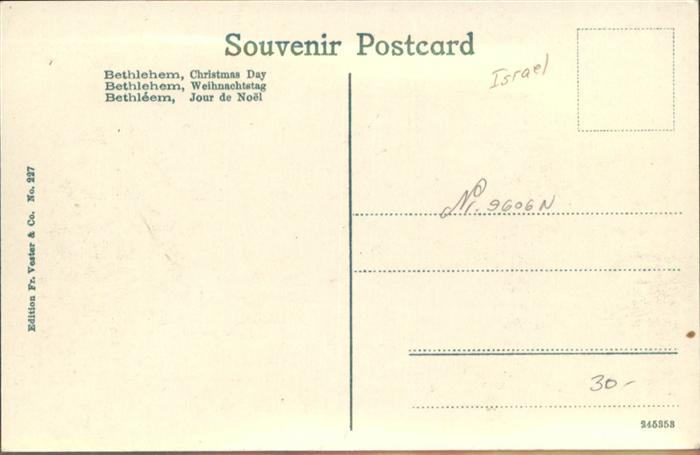 Souvenir Postcard
Bethlehem, Christmas Day
Bethlehem, Weihnachtstag
Bethléem, Jour de Noël
Edition Fr. Vester & Co. No. 227
Israel
Nr. 9606N
30-
245353